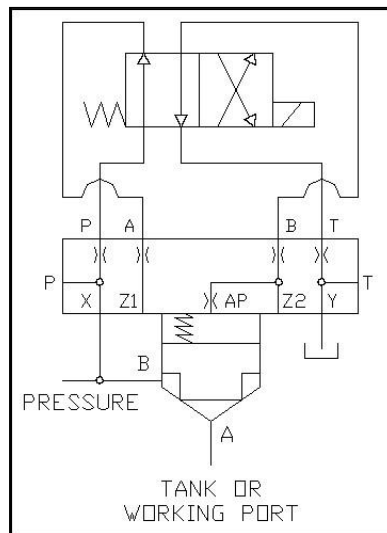 P A B T
P T
X Z1 AP Z2 Y
B
PRESSURE
A
TANK OR
WORKING PORT